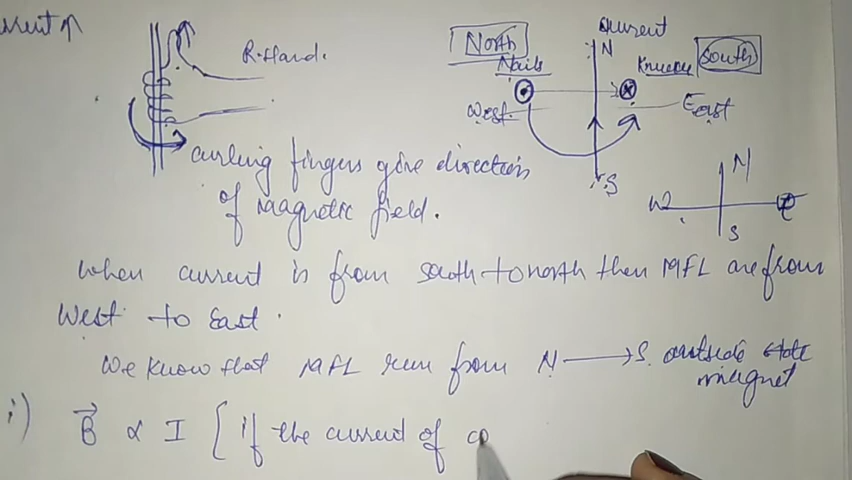 R.Hand.
curling fingers give direction
of Magnetic field.
North
Nails
West.
Current
N
S
Knuckle
South
East
N
W
E
S
When current is from South to north then MFL are from
West to East.
We know that MFL run from N → S. outside
magnet
i) B⃗ ∝ I [ if the current of co